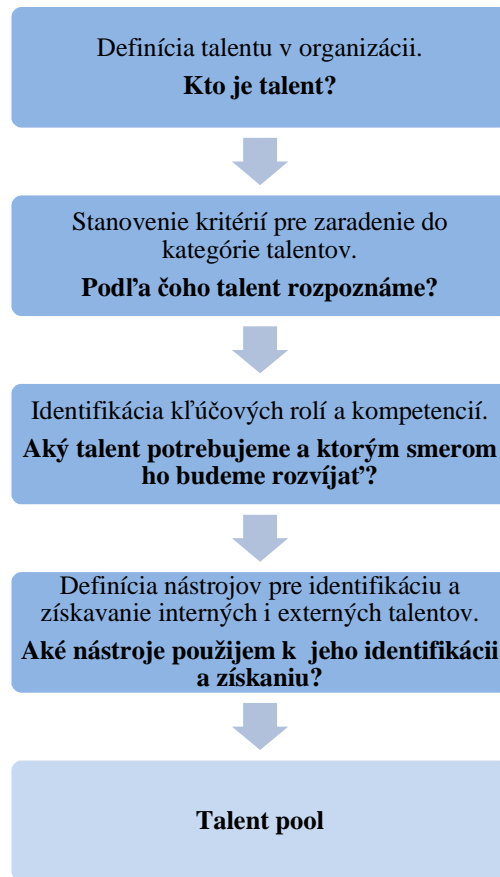 Definícia talentu v organizácii.
Kto je talent?
Stanovenie kritérií pre zaradenie do
kategórie talentov.
Podľa čoho talent rozpoznáme?
Identifikácia kľúčových rolí a kompetencií.
Aký talent potrebujeme a ktorým smerom
ho budeme rozvíjať?
Definícia nástrojov pre identifikáciu a
získavanie interných i externých talentov.
Aké nástroje použijem k jeho identifikácii
a získaniu?
Talent pool